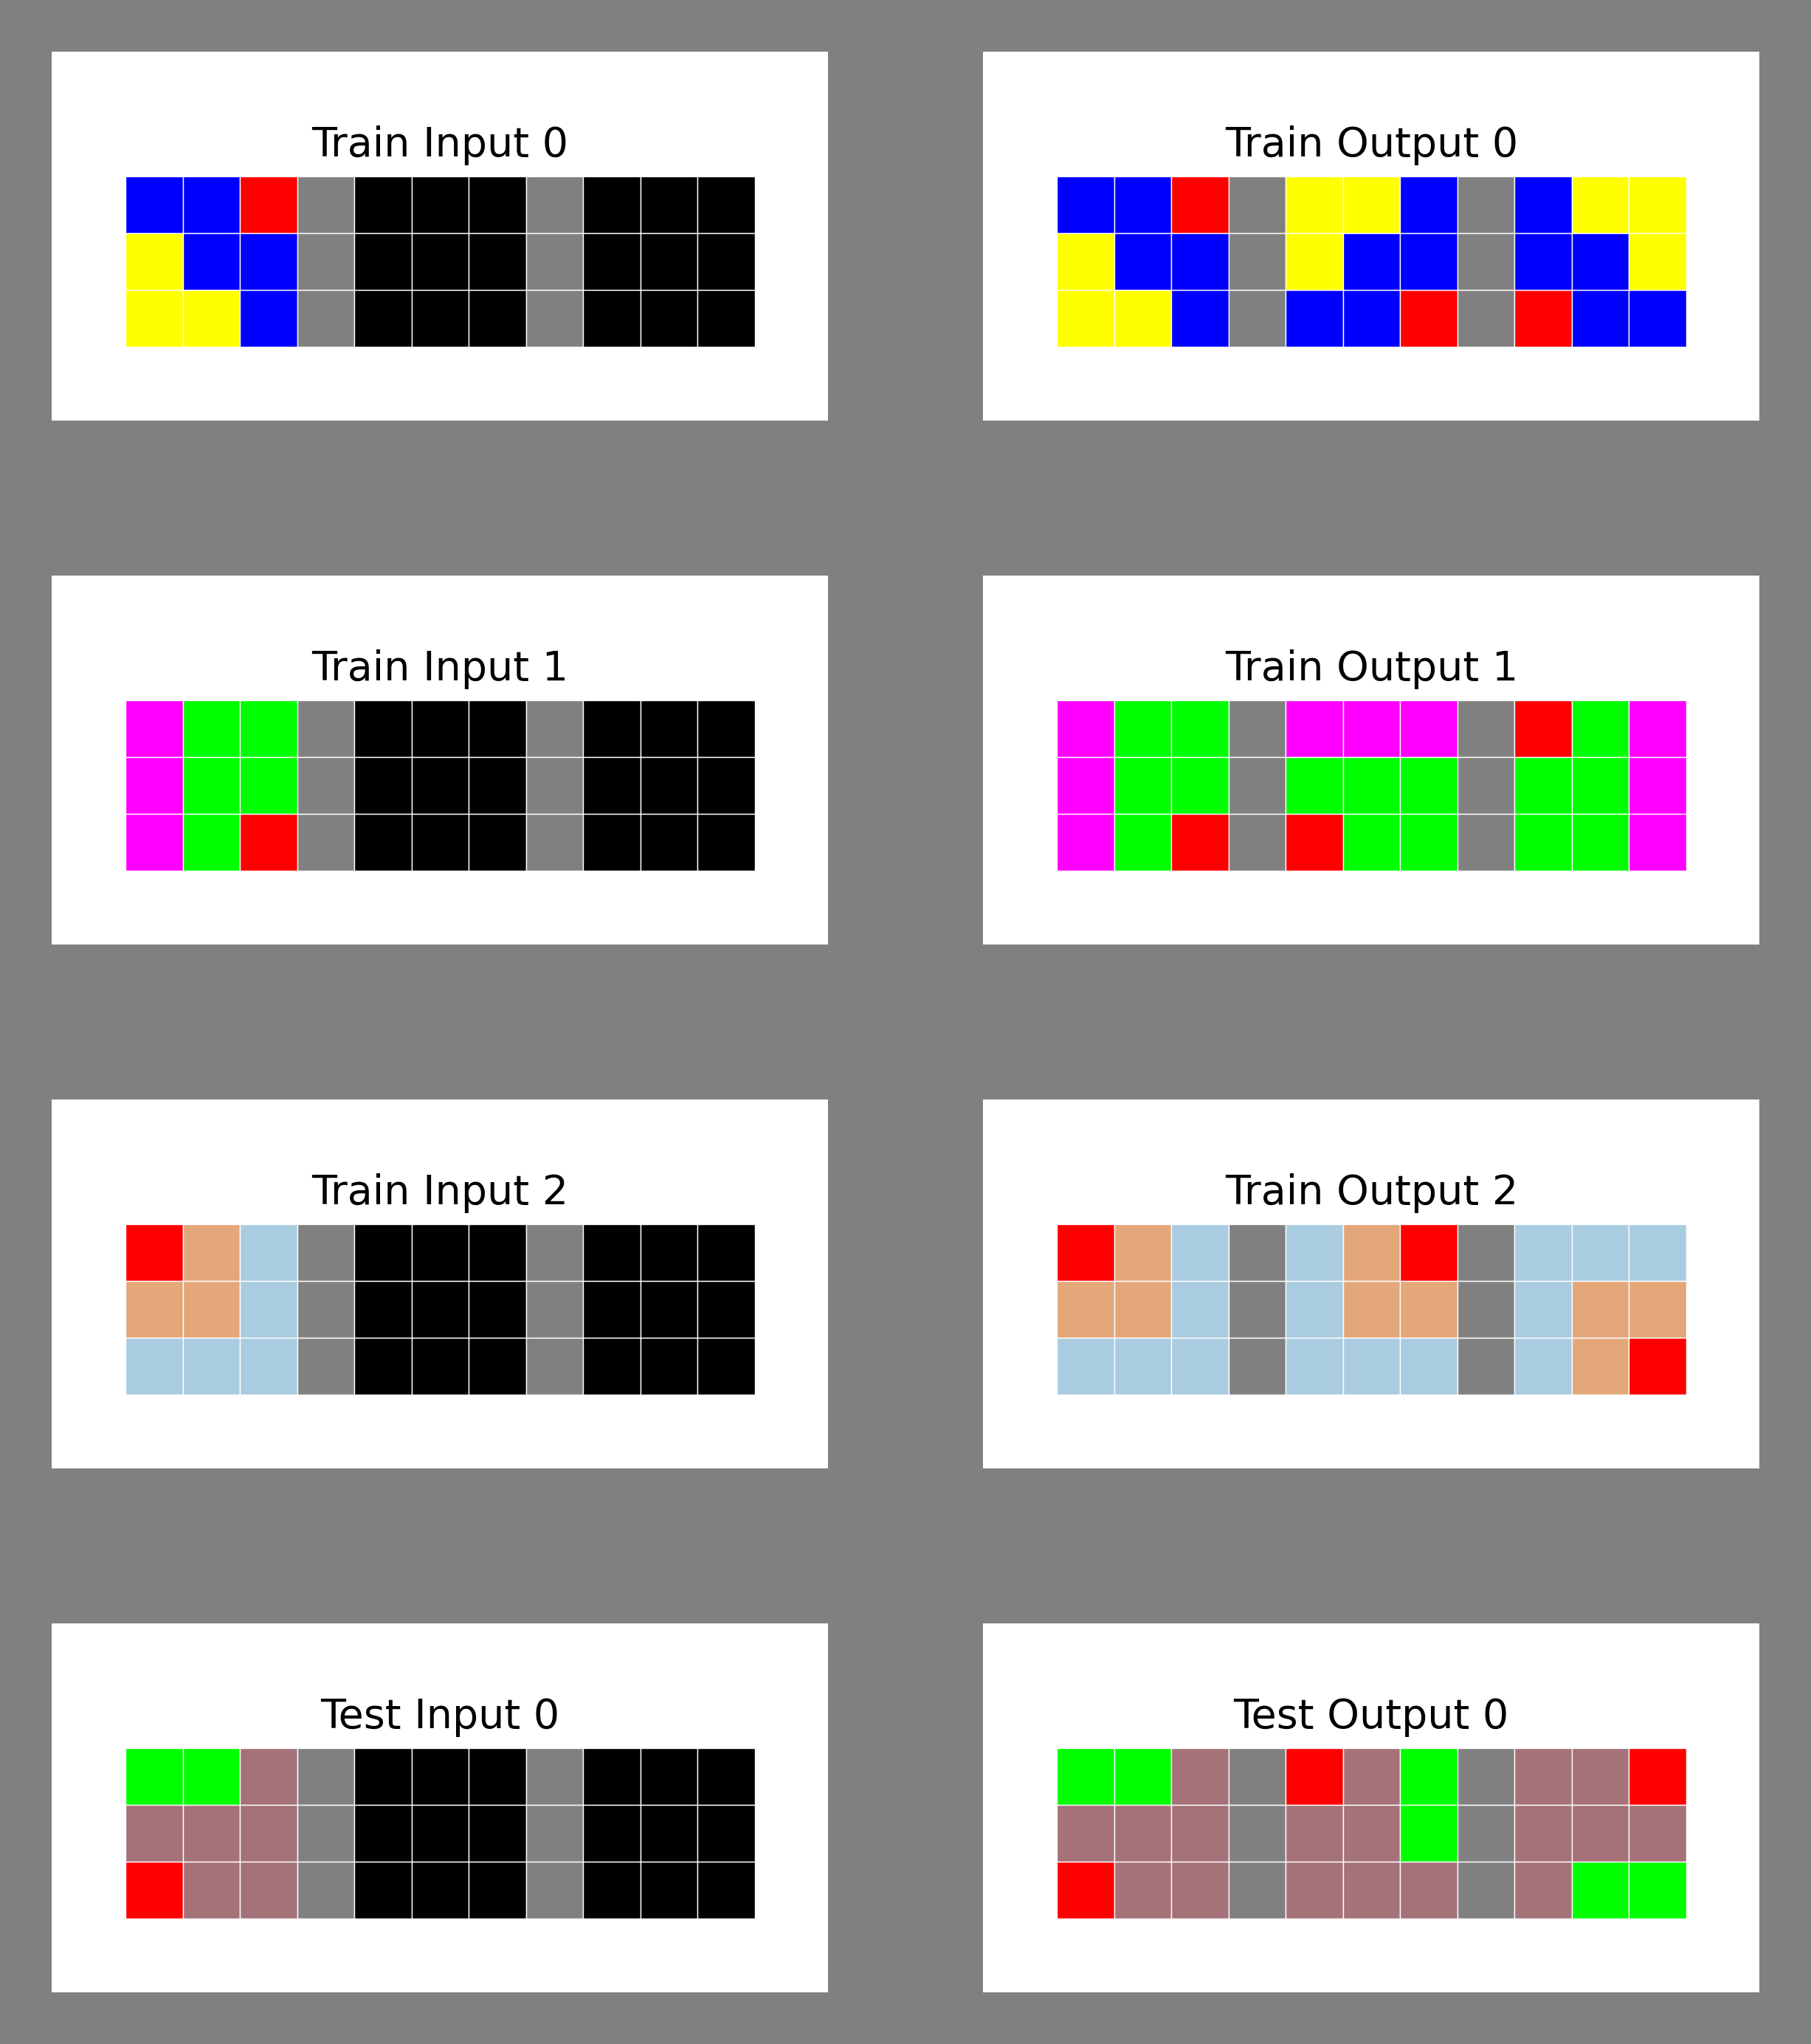 Train Input 0
Train Output 0
Train Input 1
Train Output 1
Train Input 2
Train Output 2
Test Input 0
Test Output 0